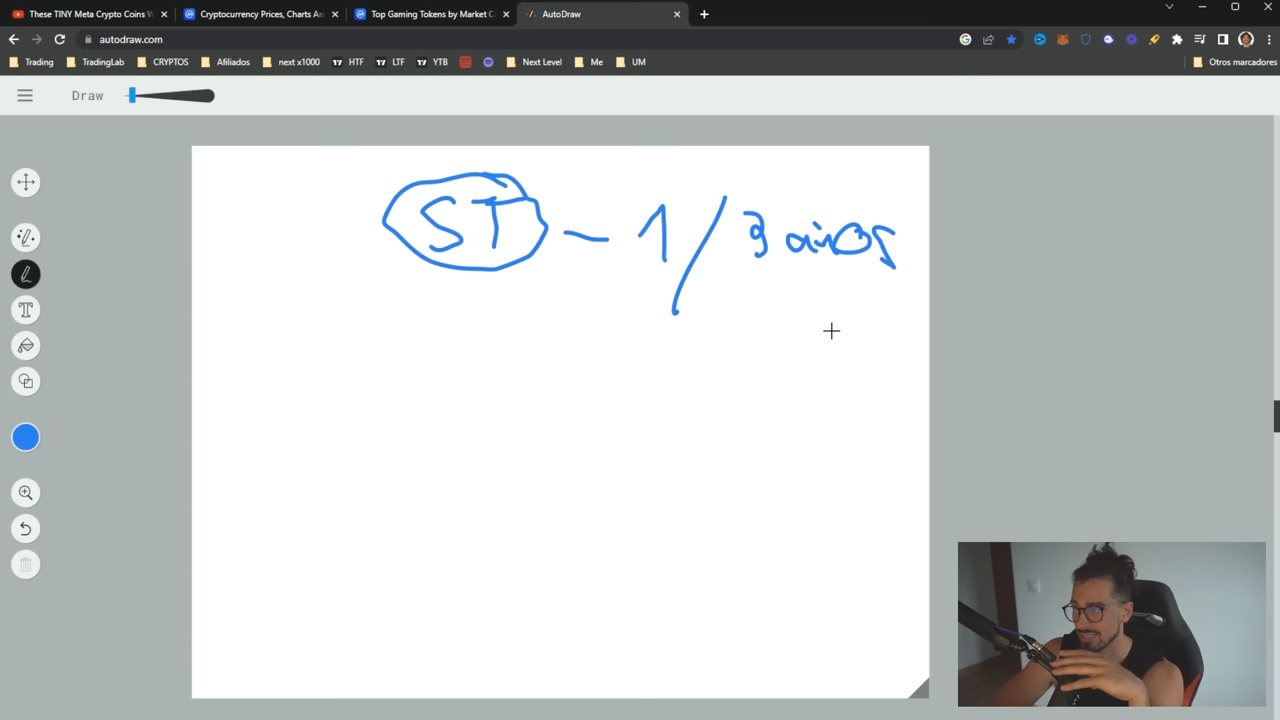 These TINY Meta Crypto Coins W
Cryptocurrency Prices, Charts An
Top Gaming Tokens by Market C
AutoDraw
autodraw.com
Trading TradingLab CRYPTOS Afiliados next x1000 HTF LTF YTB Next Level Me UM Otros marcadores
Draw
ST - 1/3 años